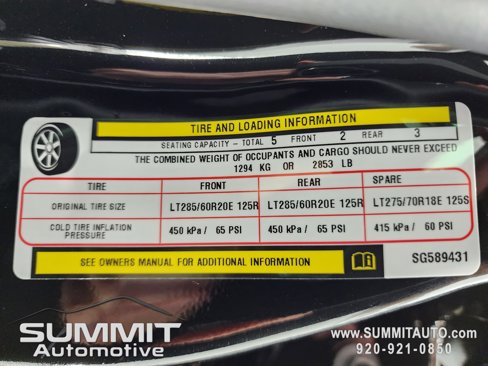 TIRE AND LOADING INFORMATION
SEATING CAPACITY - TOTAL 5 FRONT 2 REAR 3
THE COMBINED WEIGHT OF OCCUPANTS AND CARGO SHOULD NEVER EXCEED
1294 KG OR 2853 LB
TIRE FRONT REAR SPARE
ORIGINAL TIRE SIZE LT285/60R20E 125R LT285/60R20E 125R LT275/70R18E 125S
COLD TIRE INFLATION PRESSURE 450 kPa / 65 PSI 450 kPa / 65 PSI 415 kPa / 60 PSI
SEE OWNERS MANUAL FOR ADDITIONAL INFORMATION SG589431
SUMMIT
Automotive
WWW.SUMMITAUTO.COM
920-921-0850